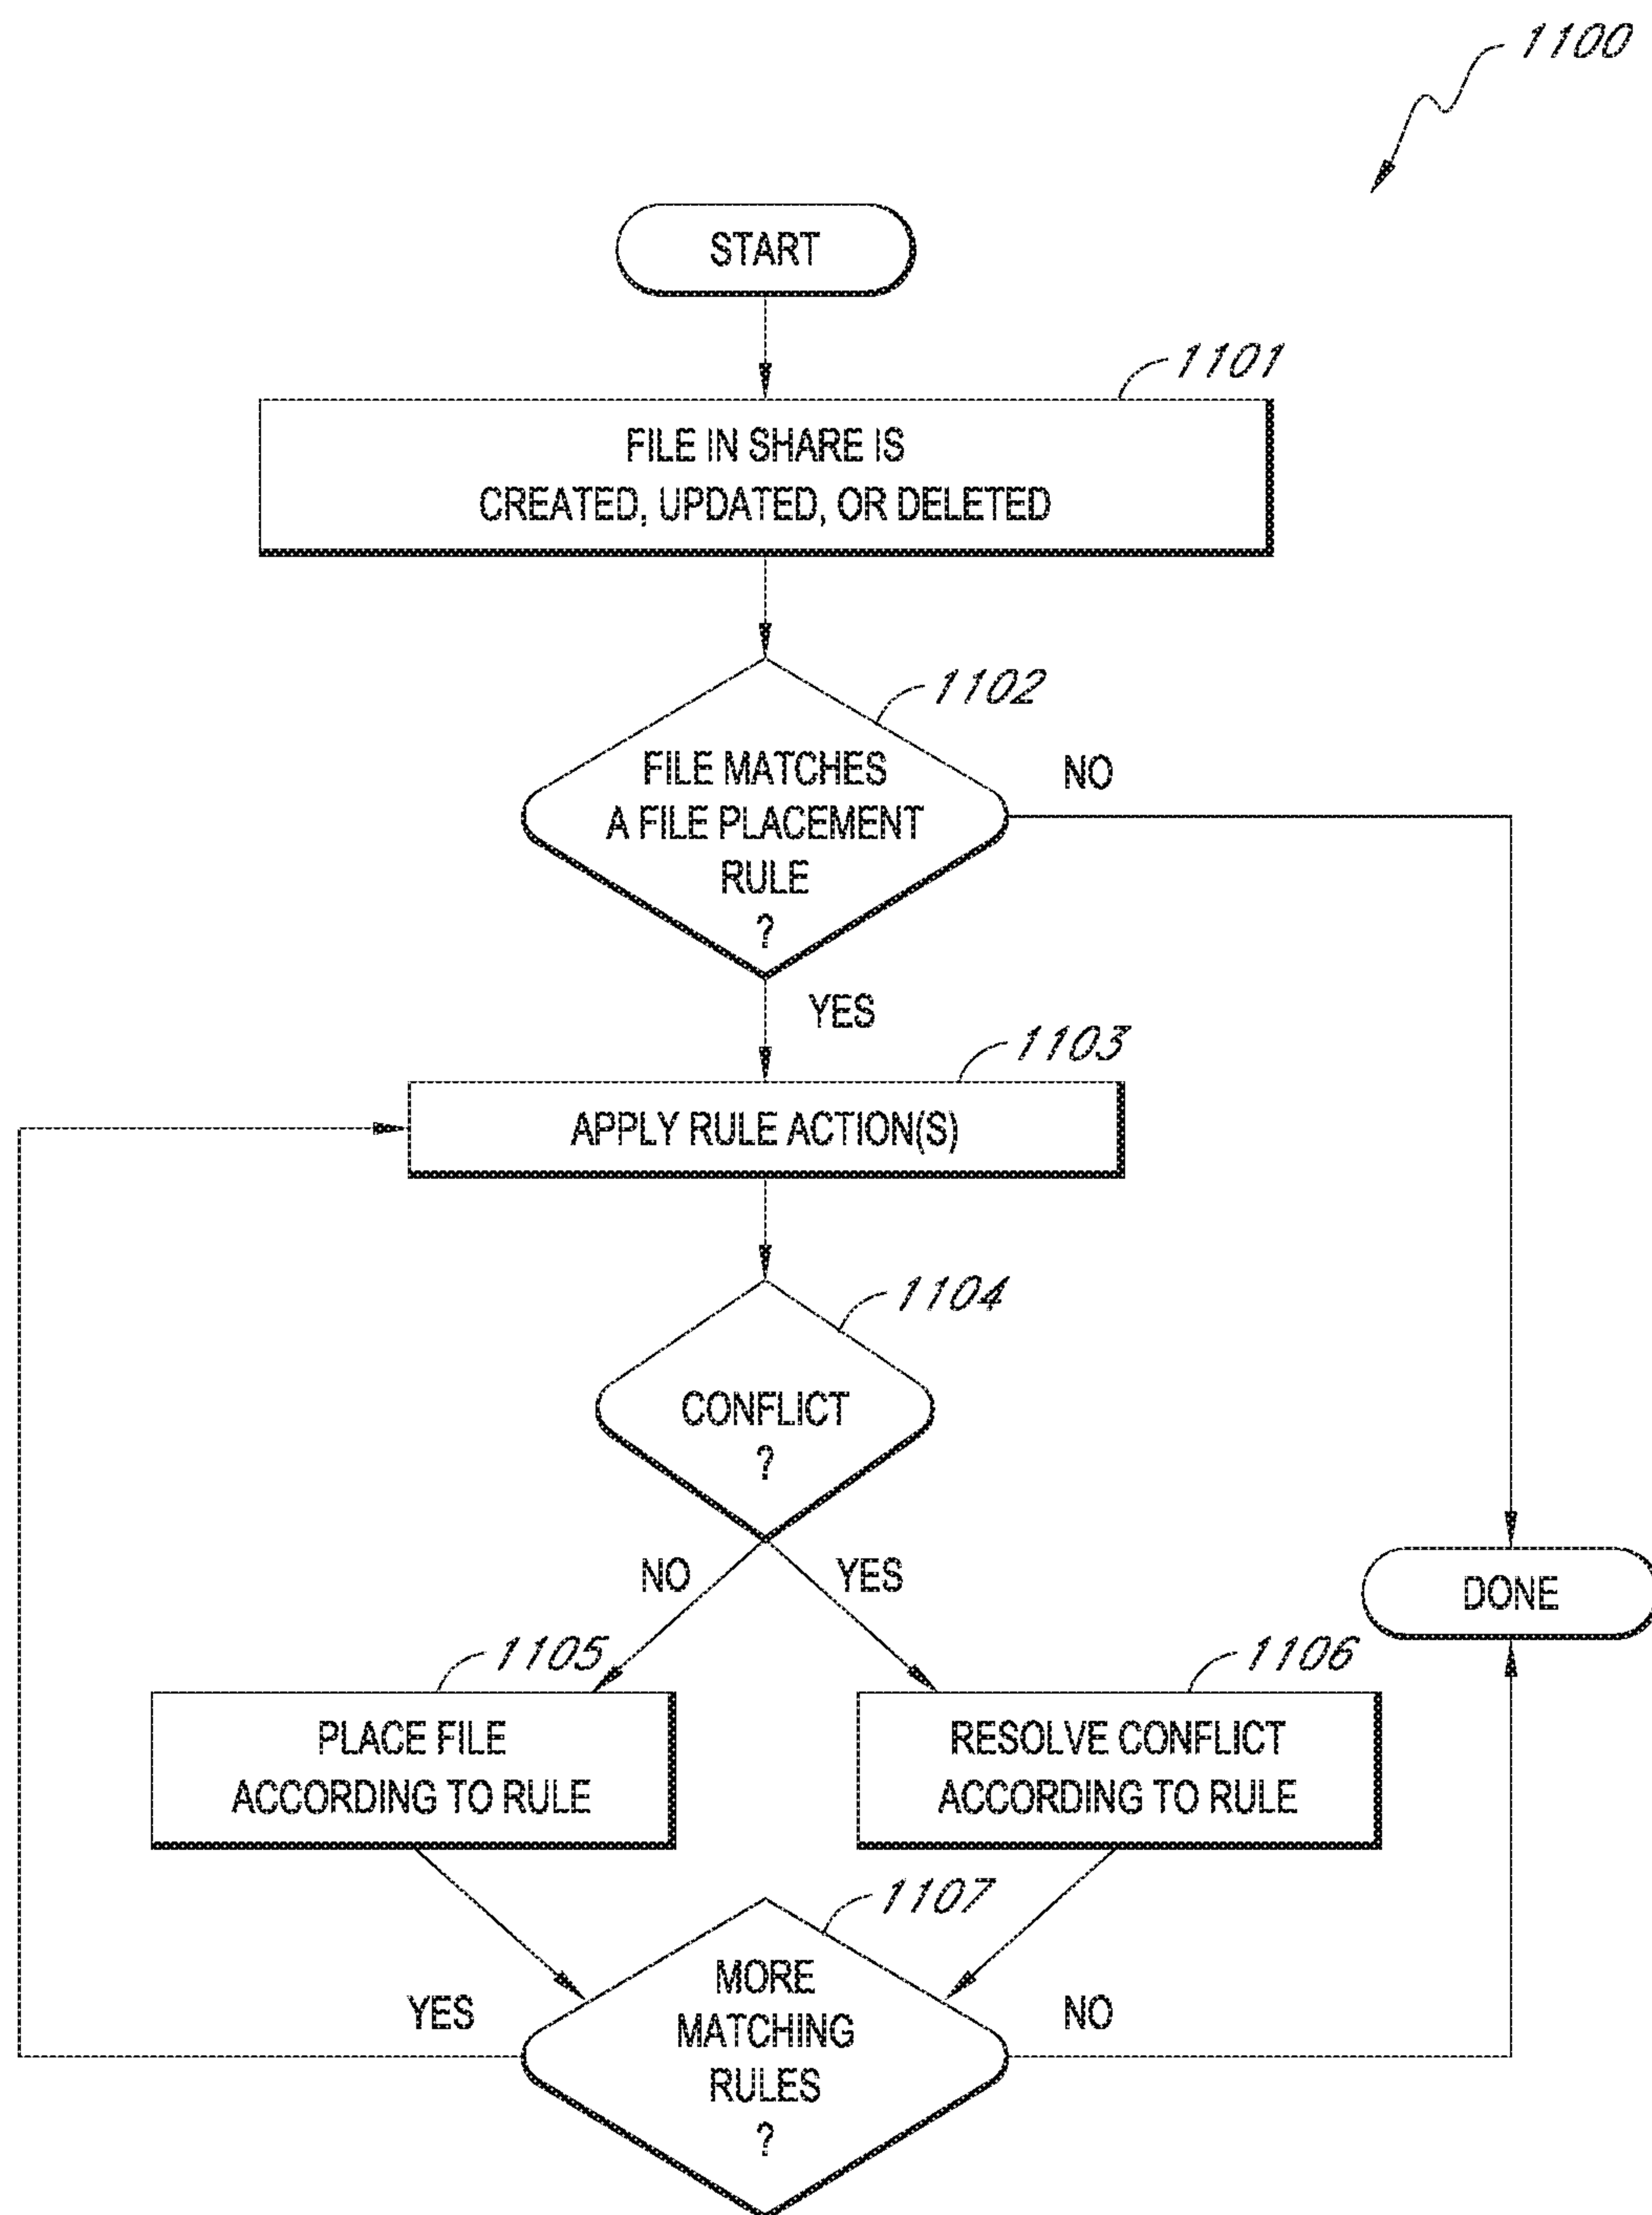 1100
START
1101
FILE IN SHARE IS
CREATED, UPDATED, OR DELETED
1102
FILE MATCHES
A FILE PLACEMENT
RULE
?
NO
YES
1103
APPLY RULE ACTION(S)
1104
CONFLICT
?
NO
YES
DONE
1105
PLACE FILE
ACCORDING TO RULE
1106
RESOLVE CONFLICT
ACCORDING TO RULE
1107
MORE
MATCHING
RULES
?
YES
NO